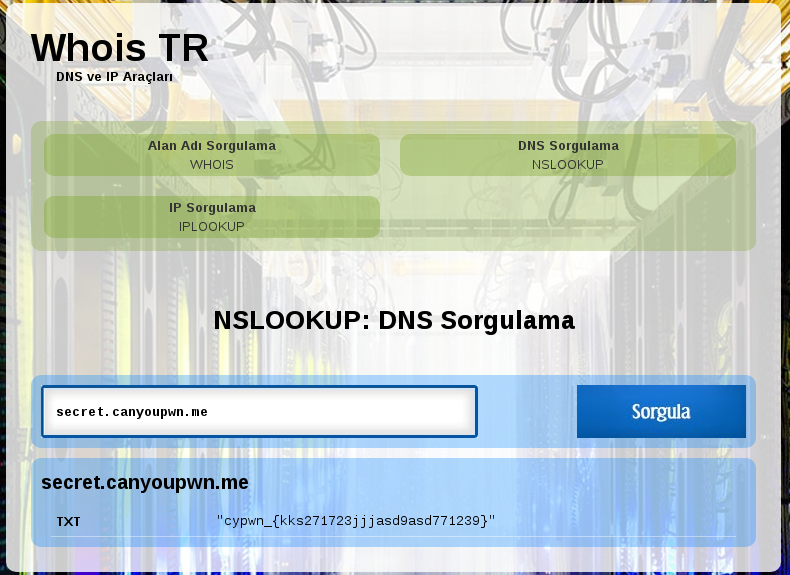 Whois TR
DNS ve IP Araçları
Alan Adı Sorgulama
WHOIS
DNS Sorgulama
NSLOOKUP
IP Sorgulama
IPLOOKUP
NSLOOKUP: DNS Sorgulama
secret.canyoupwn.me
Sorgula
secret.canyoupwn.me
TXT "cypwn_{kks271723jjjasd9asd771239}"